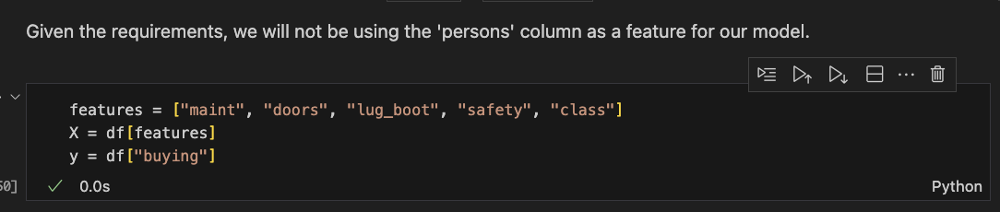 Given the requirements, we will not be using the 'persons' column as a feature for our model.
features = ["maint", "doors", "lug_boot", "safety", "class"]
X = df[features]
y = df["buying"]
0.0s
Python